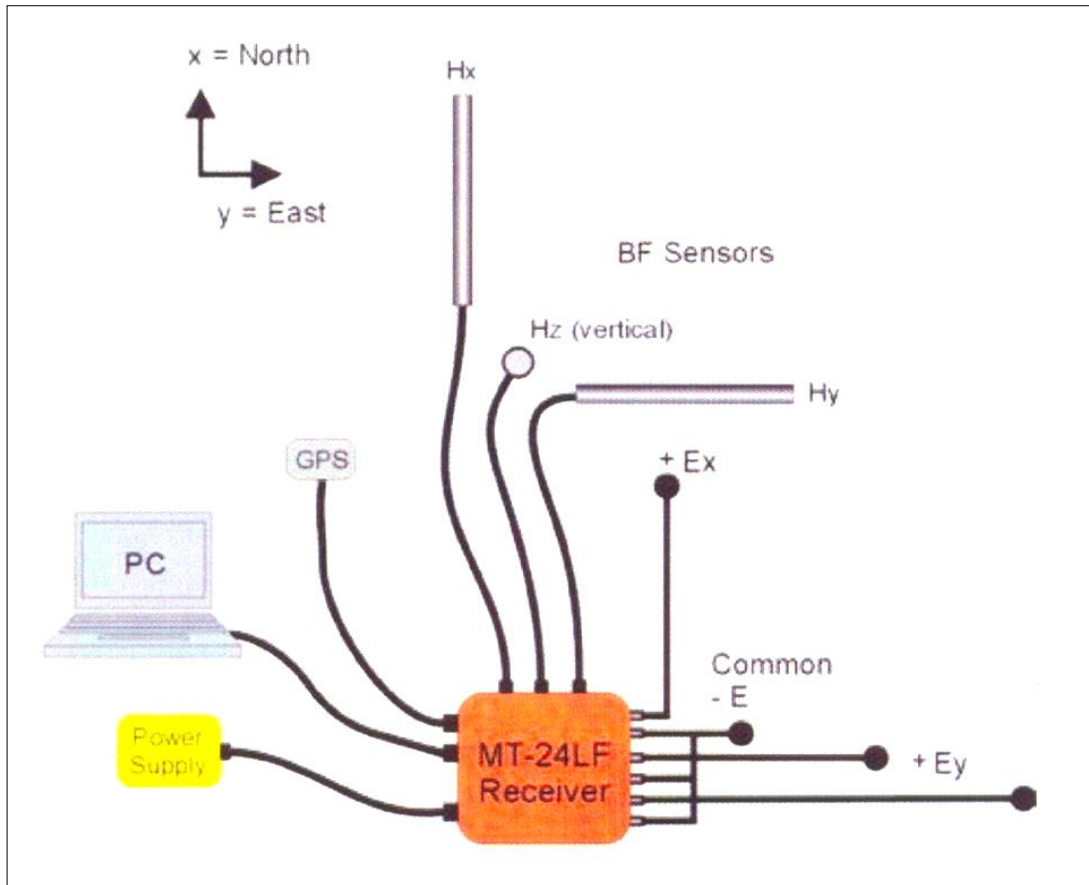 x = North
y = East
Hx
BF Sensors
Hz (vertical)
Hy
GPS
+ Ex
PC
Common
- E
Power
Supply
MT-24LF
Receiver
+ Ey